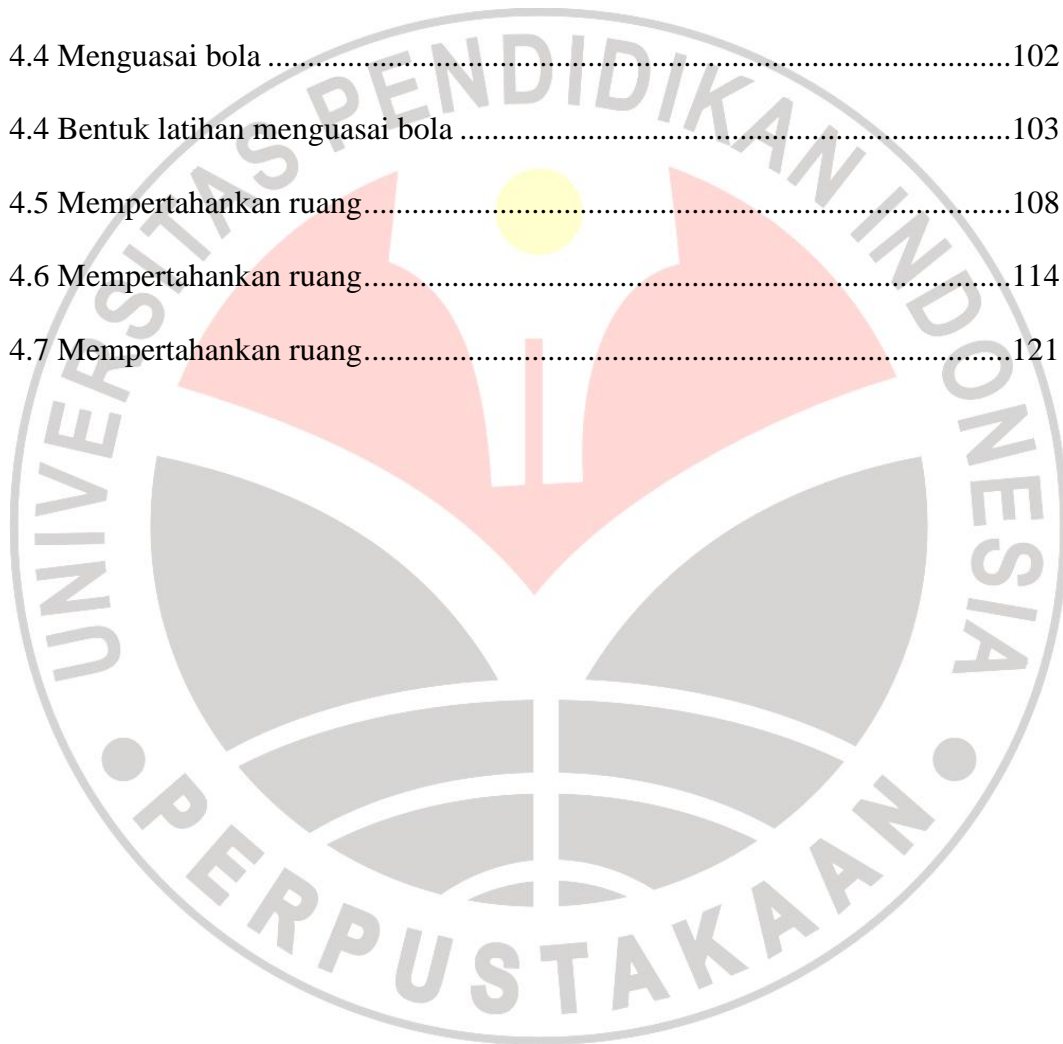 4.4 Menguasai bola ............................................................................................102
4.4 Bentuk latihan menguasai bola ....................................................................103
4.5 Mempertahankan ruang................................................................................108
4.6 Mempertahankan ruang................................................................................114
4.7 Mempertahankan ruang................................................................................121
UNIVERSITAS PENDIDIKAN INDONESIA
PERPUSTAKAAN